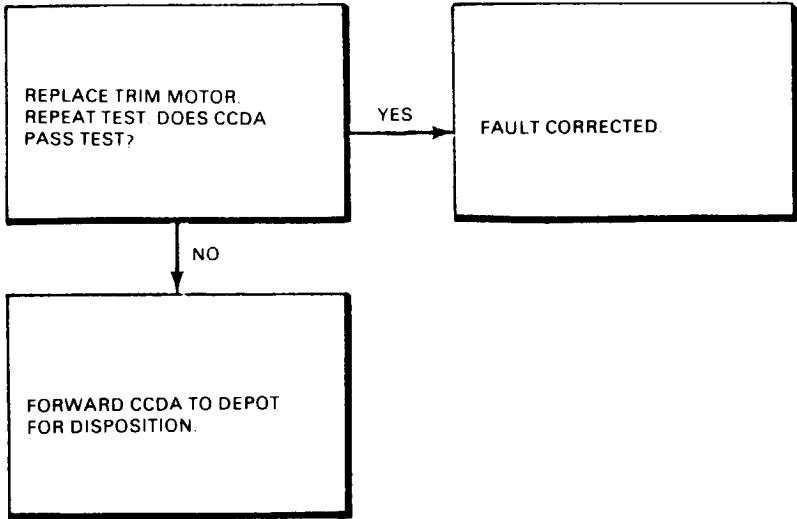 REPLACE TRIM MOTOR.
REPEAT TEST. DOES CCDA
PASS TEST?
YES
FAULT CORRECTED.
NO
FORWARD CCDA TO DEPOT
FOR DISPOSITION.